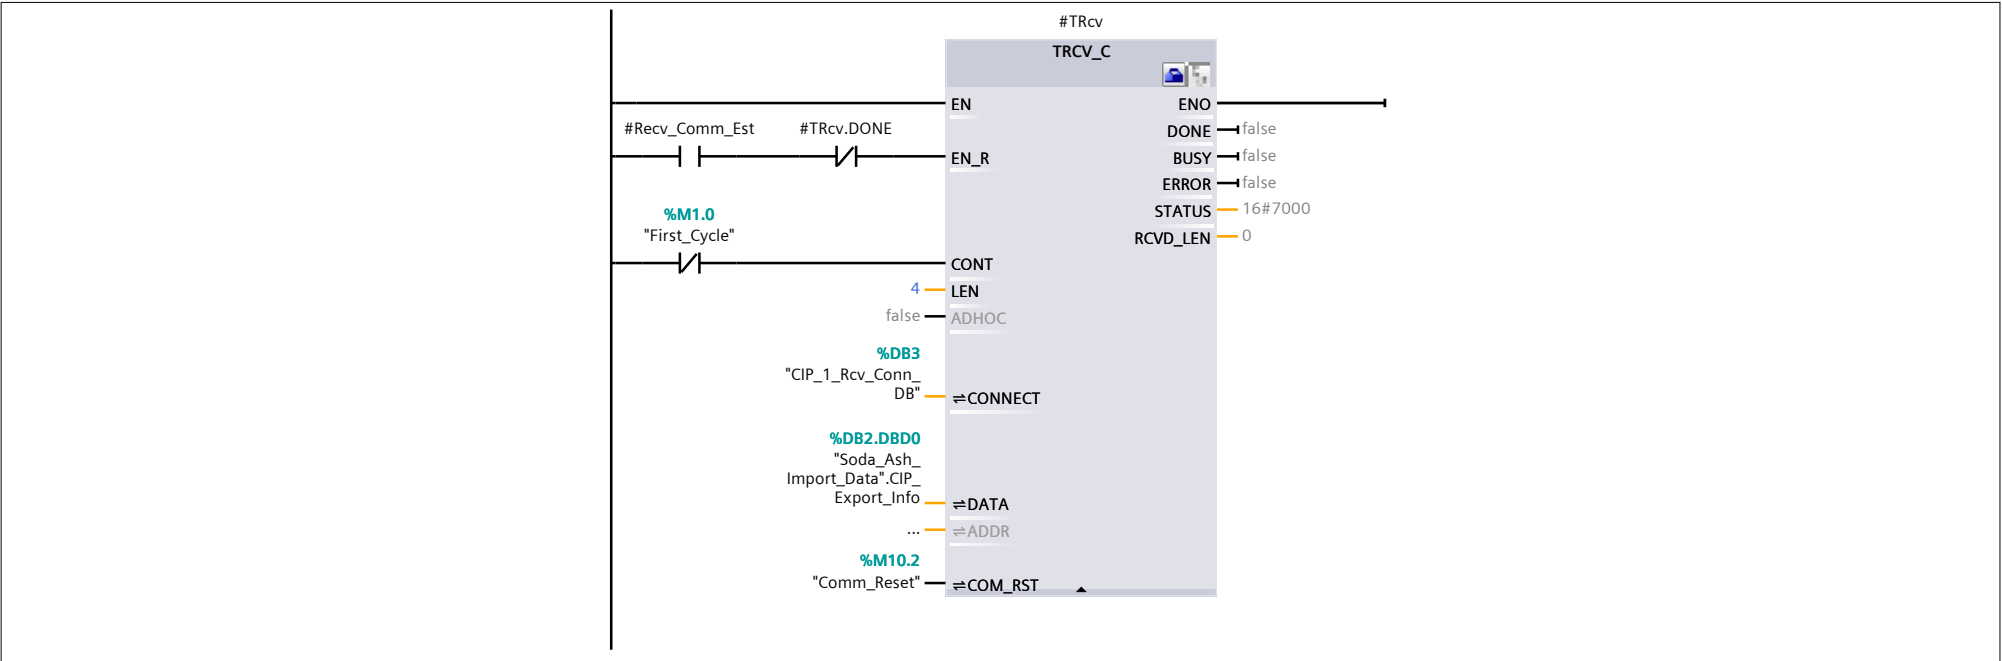 #TRcv
TRCV_C
EN
ENO
#Recv_Comm_Est
#TRcv.DONE
DONE
false
EN_R
BUSY
false
ERROR
false
%M1.0
STATUS
16#7000
"First_Cycle"
RCVD_LEN
0
CONT
4
LEN
false
ADHOC
%DB3
"CIP_1_Rcv_Conn_
DB"
⇌CONNECT
%DB2.DBD0
"Soda_Ash_
Import_Data".CIP_
Export_Info
⇌DATA
...
⇌ADDR
%M10.2
"Comm_Reset"
⇌COM_RST